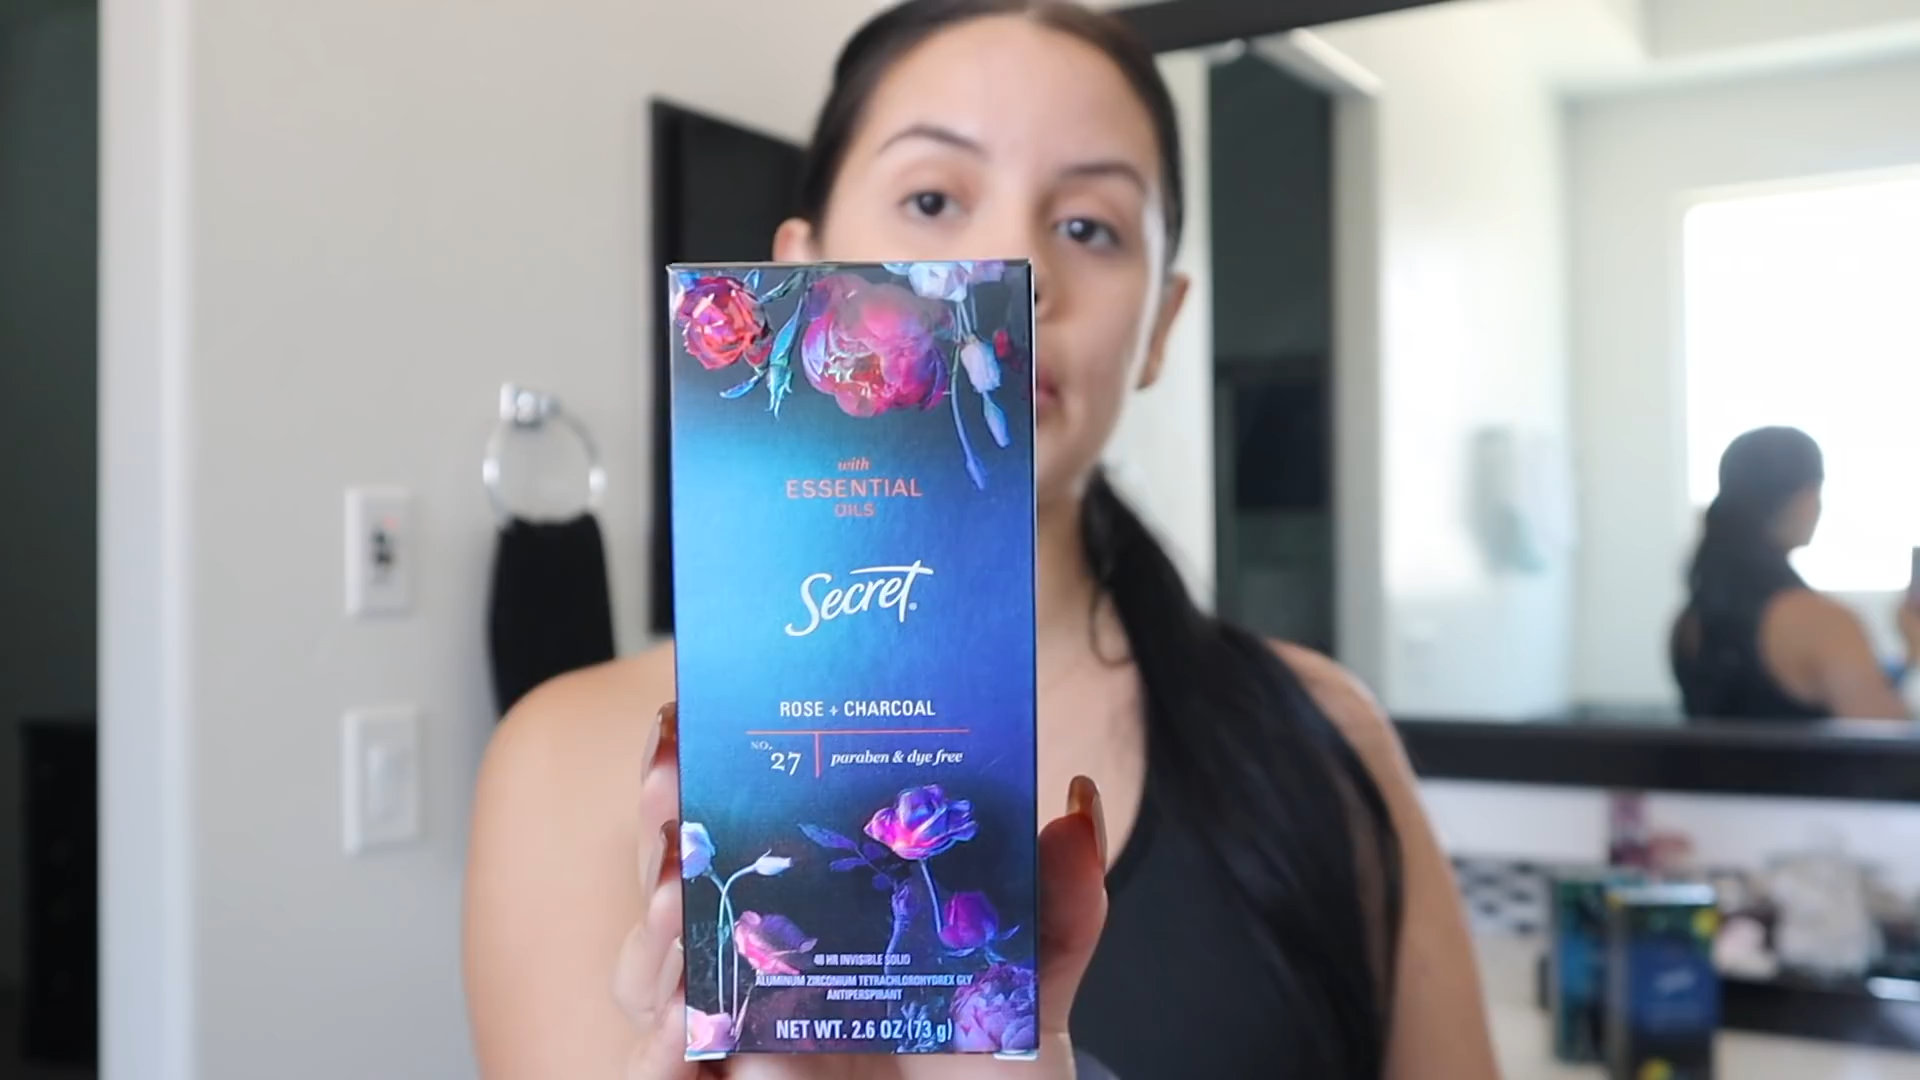 with
ESSENTIAL
OILS
Secret®
ROSE + CHARCOAL
NO. 27 paraben & dye free
48 HR INVISIBLE SOLID
ALUMINUM ZIRCONIUM TETRACHLOROHYDREX GLY
ANTIPERSPIRANT
NET WT. 2.6 OZ (73 g)
Secret